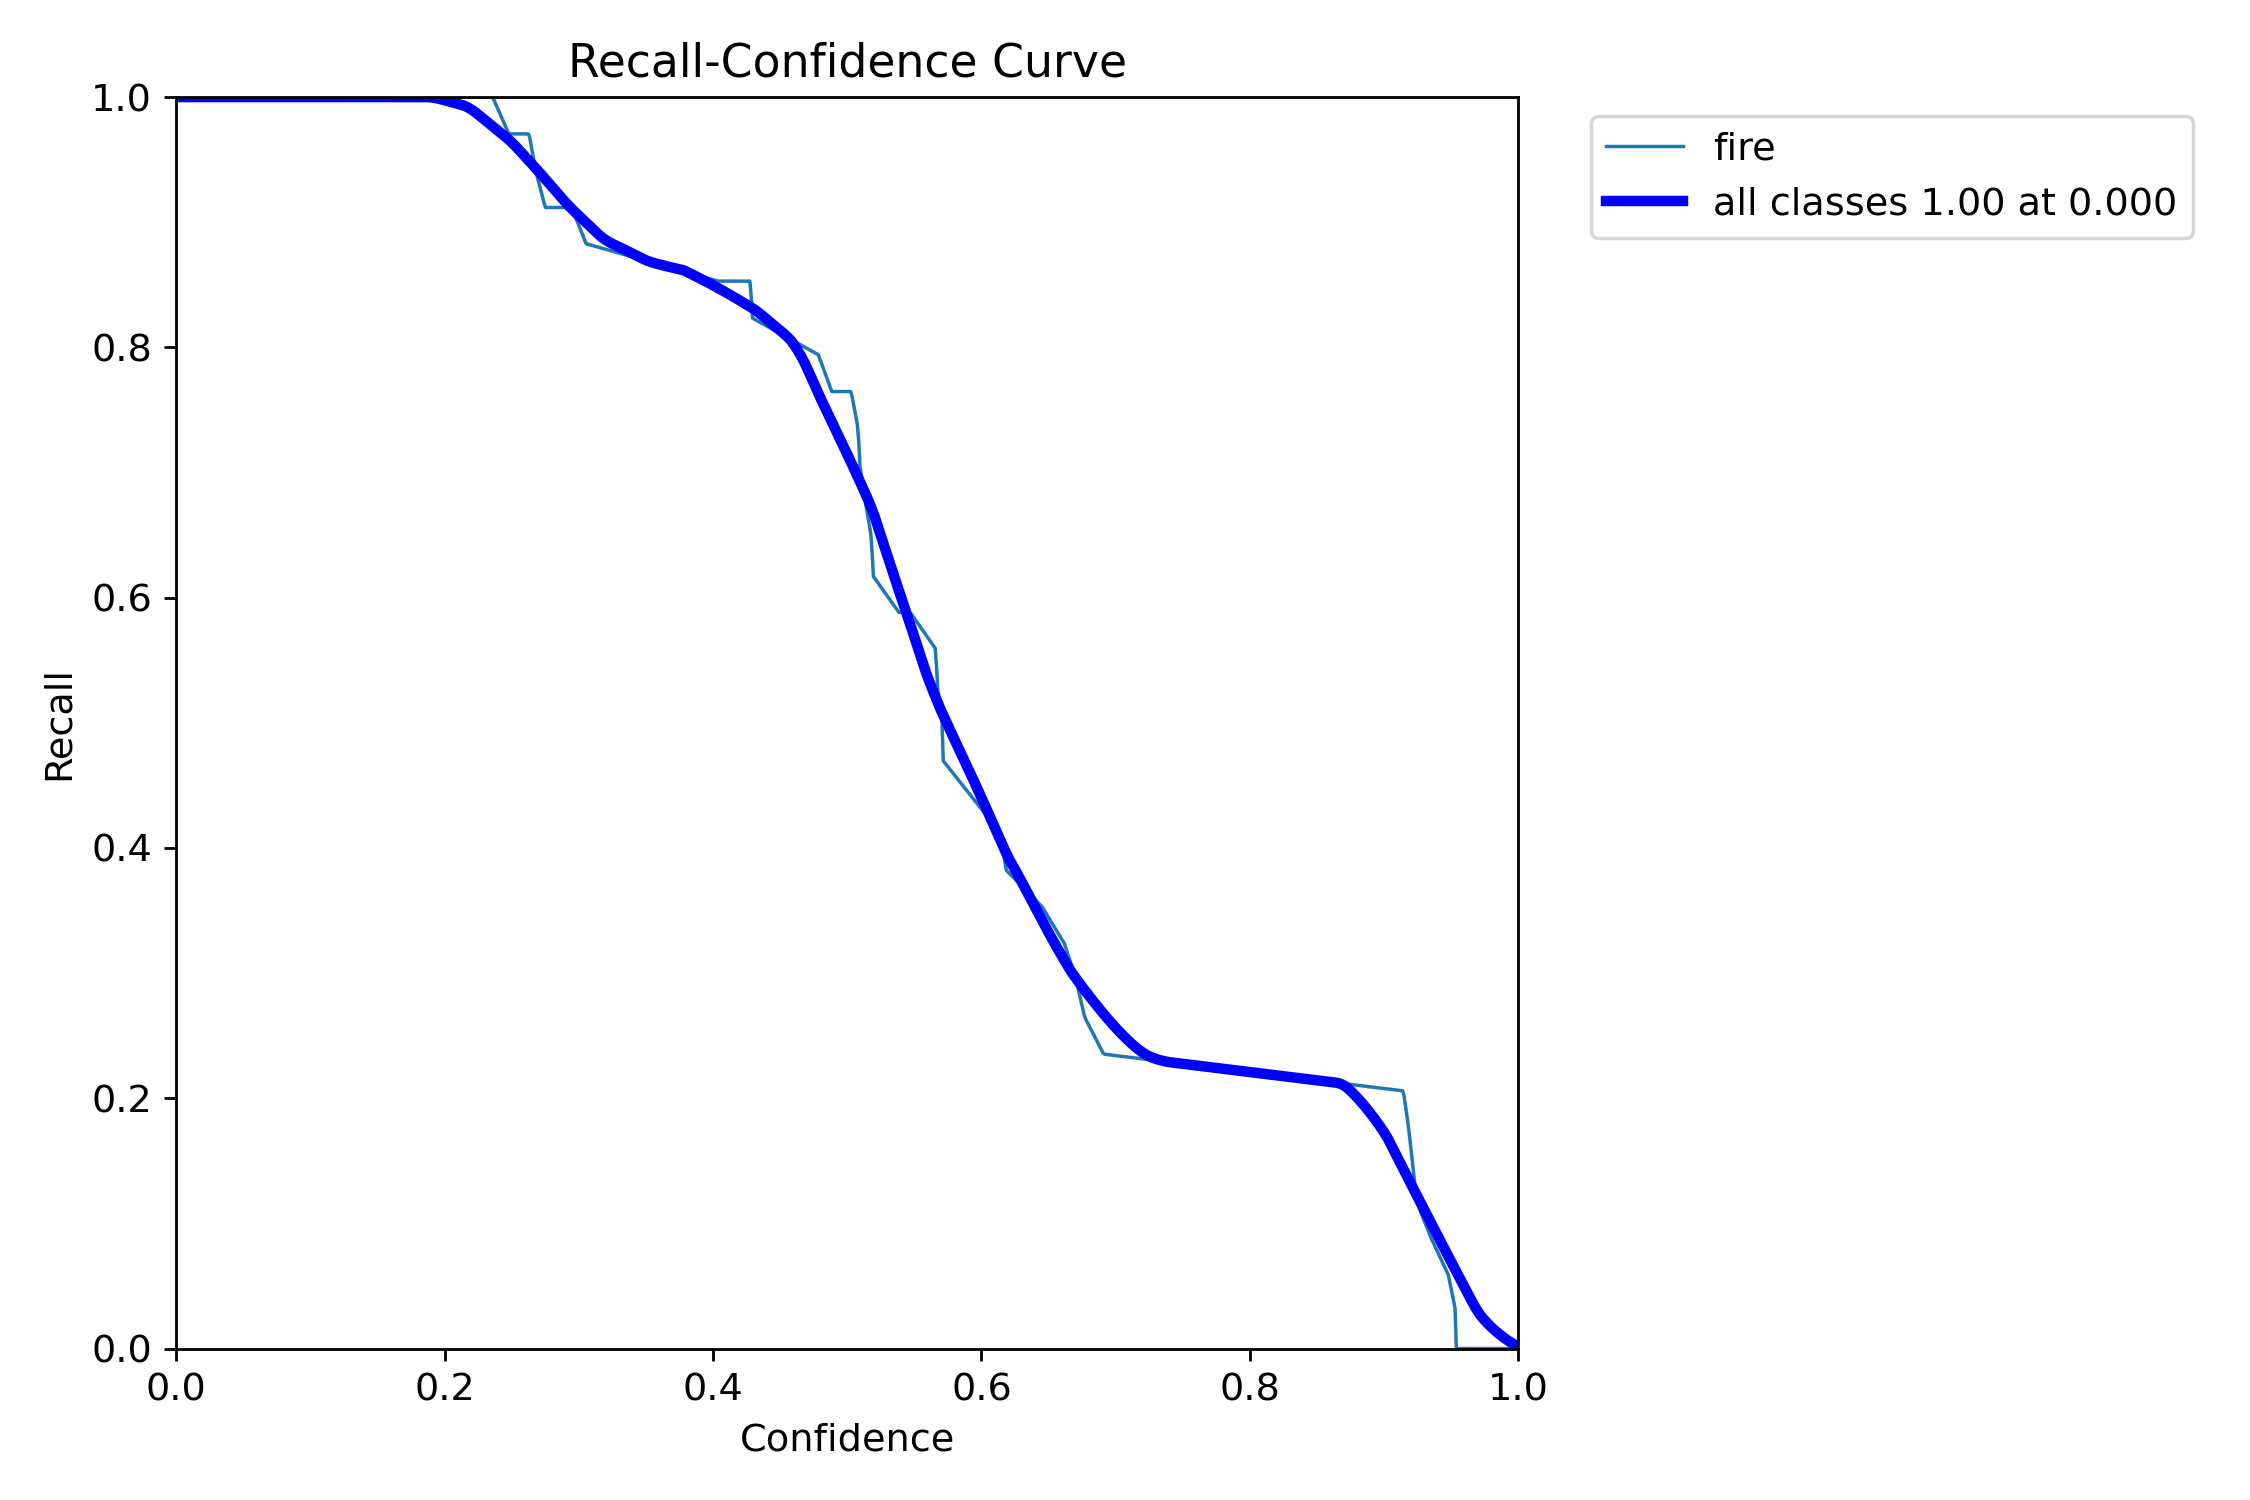 Recall-Confidence Curve
1.0
0.8
0.6
0.4
0.2
0.0
Recall
0.0 0.2 0.4 0.6 0.8 1.0
Confidence
fire
all classes 1.00 at 0.000